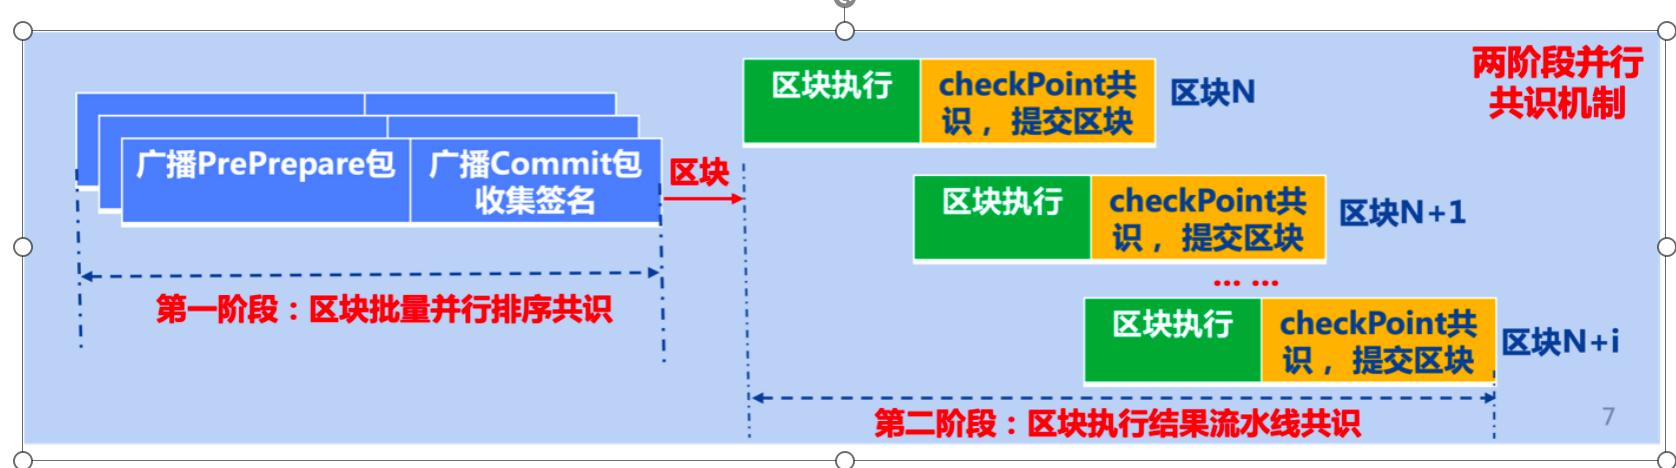 两阶段并行
共识机制
广播PrePrepare包
广播Commit包
收集签名
区块
第一阶段：区块批量并行排序共识
区块执行
checkPoint共
识，提交区块
区块N
区块执行
checkPoint共
识，提交区块
区块N+1
... ...
区块执行
checkPoint共
识，提交区块
区块N+i
第二阶段：区块执行结果流水线共识
7